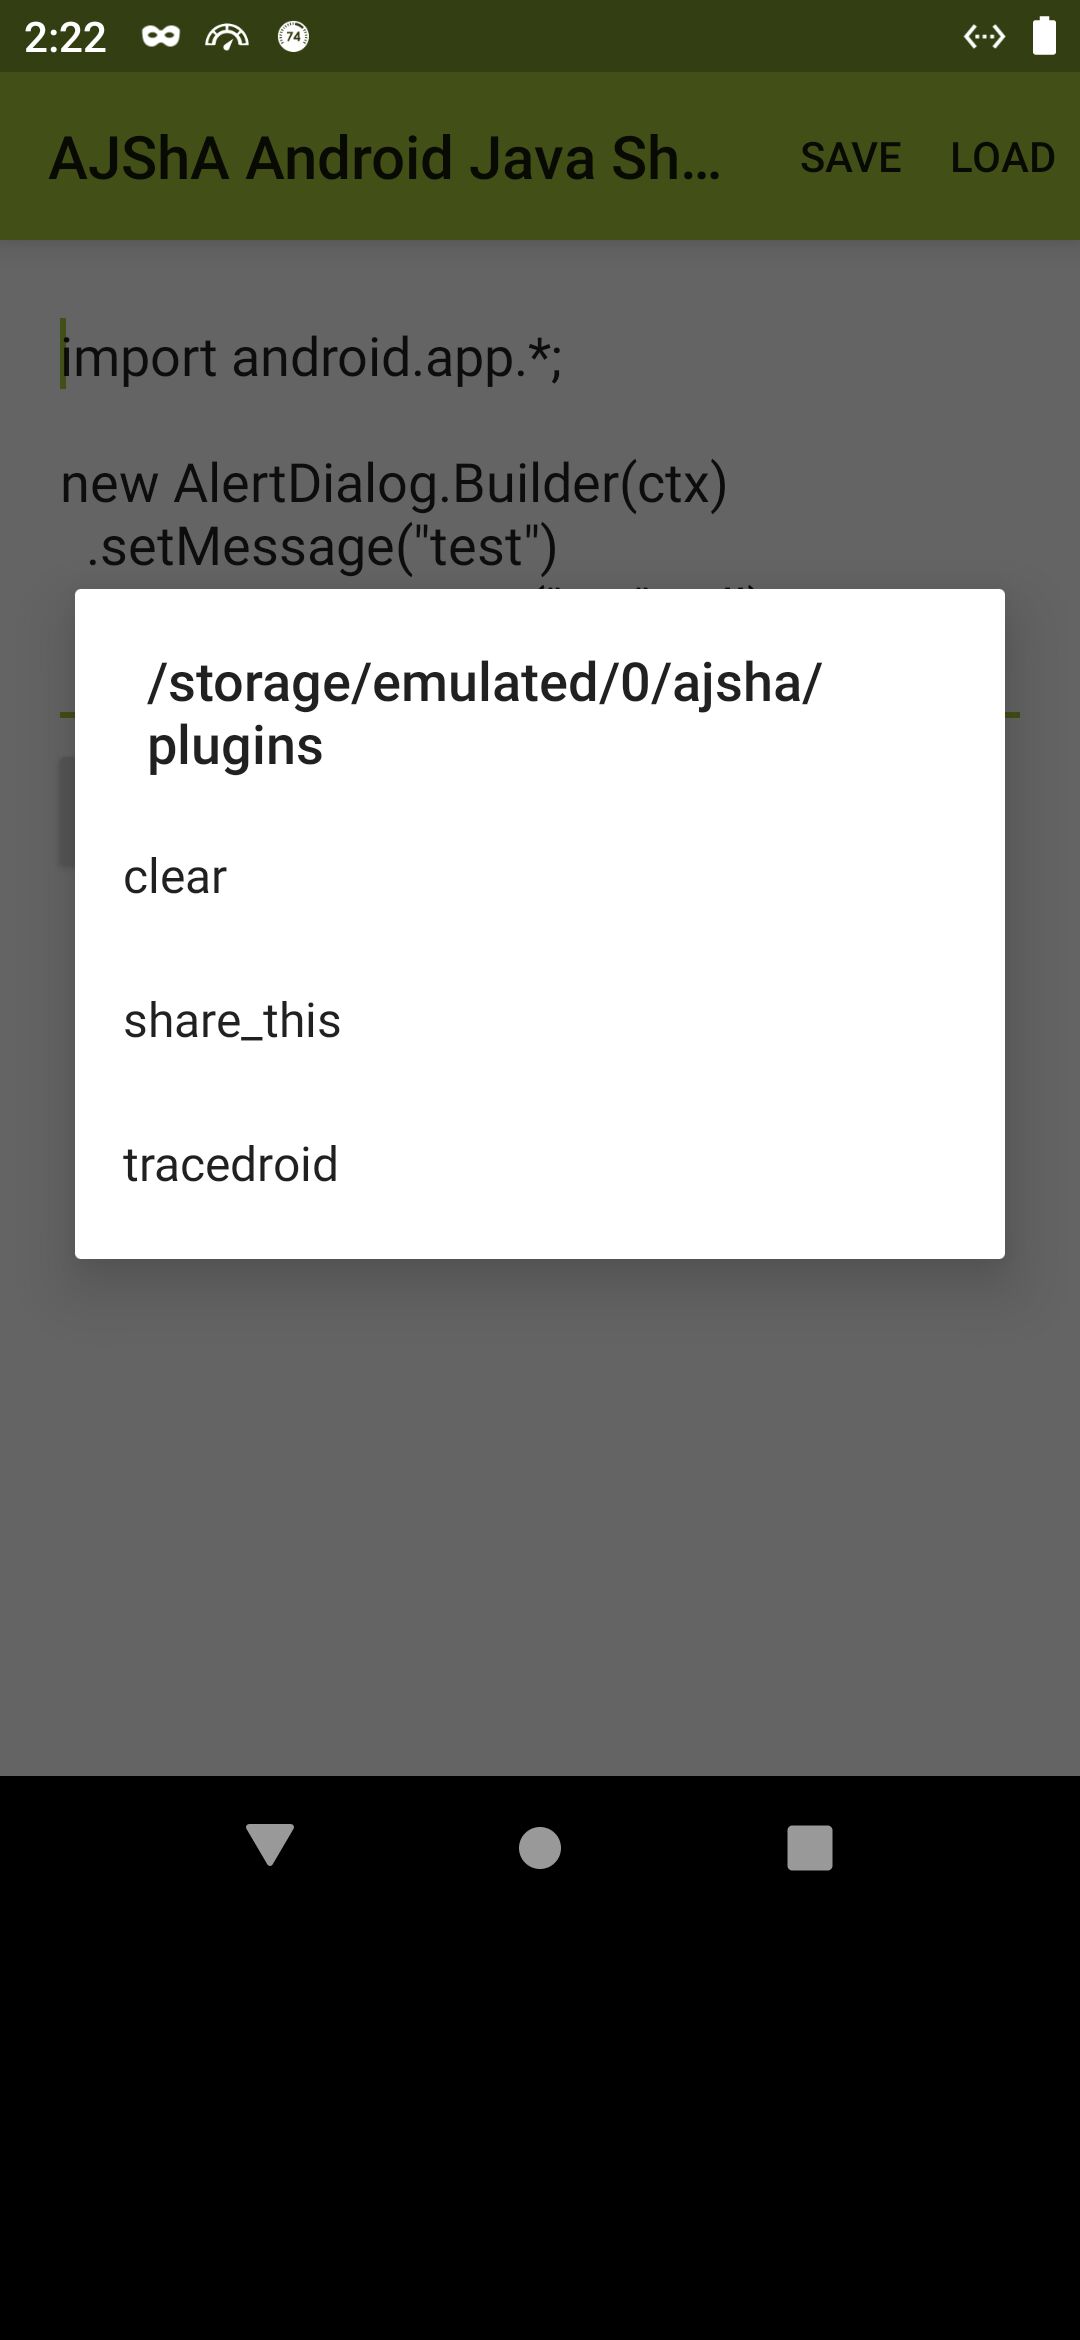 2:22
74
AJShA Android Java Sh...
SAVE
LOAD
import android.app.*;
new AlertDialog.Builder(ctx)
.setMessage("test")
/storage/emulated/0/ajsha/
plugins
clear
share_this
tracedroid